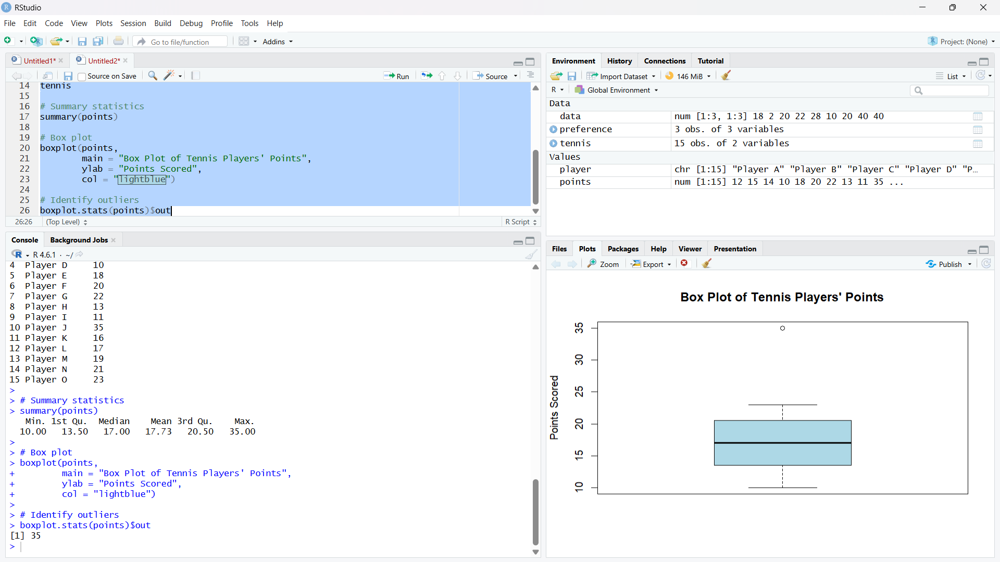 RStudio
File Edit Code View Plots Session Build Debug Profile Tools Help
Go to file/function Addins Project: (None)
Untitled1* Untitled2*
Source on Save Run Source
14 tennis
15
16 # Summary statistics
17 summary(points)
18
19 # Box plot
20 boxplot(points,
21 main = "Box Plot of Tennis Players' Points",
22 ylab = "Points Scored",
23 col = "lightblue")
24
25 # Identify outliers
26 boxplot.stats(points)$out
26:26 (Top Level) R Script
Console Background Jobs
R R 4.6.1 · ~/
4 Player D 10
5 Player E 18
6 Player F 20
7 Player G 22
8 Player H 13
9 Player I 11
10 Player J 35
11 Player K 16
12 Player L 17
13 Player M 19
14 Player N 21
15 Player O 23
>
> # Summary statistics
> summary(points)
Min. 1st Qu. Median Mean 3rd Qu. Max.
10.00 13.50 17.00 17.73 20.50 35.00
>
> # Box plot
> boxplot(points,
+ main = "Box Plot of Tennis Players' Points",
+ ylab = "Points Scored",
+ col = "lightblue")
>
> # Identify outliers
> boxplot.stats(points)$out
[1] 35
>
Environment History Connections Tutorial
Import Dataset 146 MiB List
R Global Environment
Data
data num [1:3, 1:3] 18 2 20 22 28 10 20 40 40
preference 3 obs. of 3 variables
tennis 15 obs. of 2 variables
Values
player chr [1:15] "Player A" "Player B" "Player C" "Player D" "P…
points num [1:15] 12 15 14 10 18 20 22 13 11 35 ...
Files Plots Packages Help Viewer Presentation
Zoom Export Publish
Box Plot of Tennis Players' Points
Points Scored
35
30
25
20
15
10